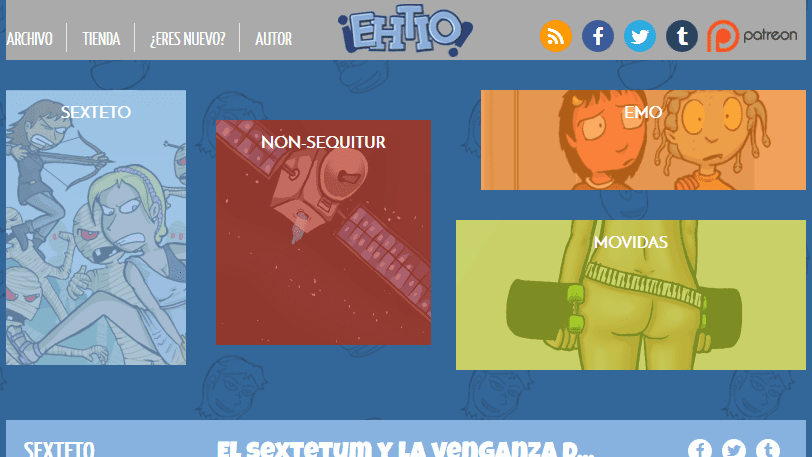 ARCHIVO
TIENDA
¿ERES NUEVO?
AUTOR
¡EHTIO!
patreon
SEXTETO
NON-SEQUITUR
EMO
MOVIDAS
SEXTETO
El sextetum y la venganza d...